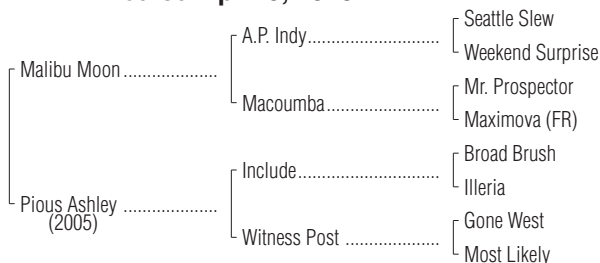 Seattle Slew
A.P. Indy
Weekend Surprise
Malibu Moon
Mr. Prospector
Macoumba
Maximova (FR)
Broad Brush
Include
Illeria
Pious Ashley
(2005)
Gone West
Witness Post
Most Likely